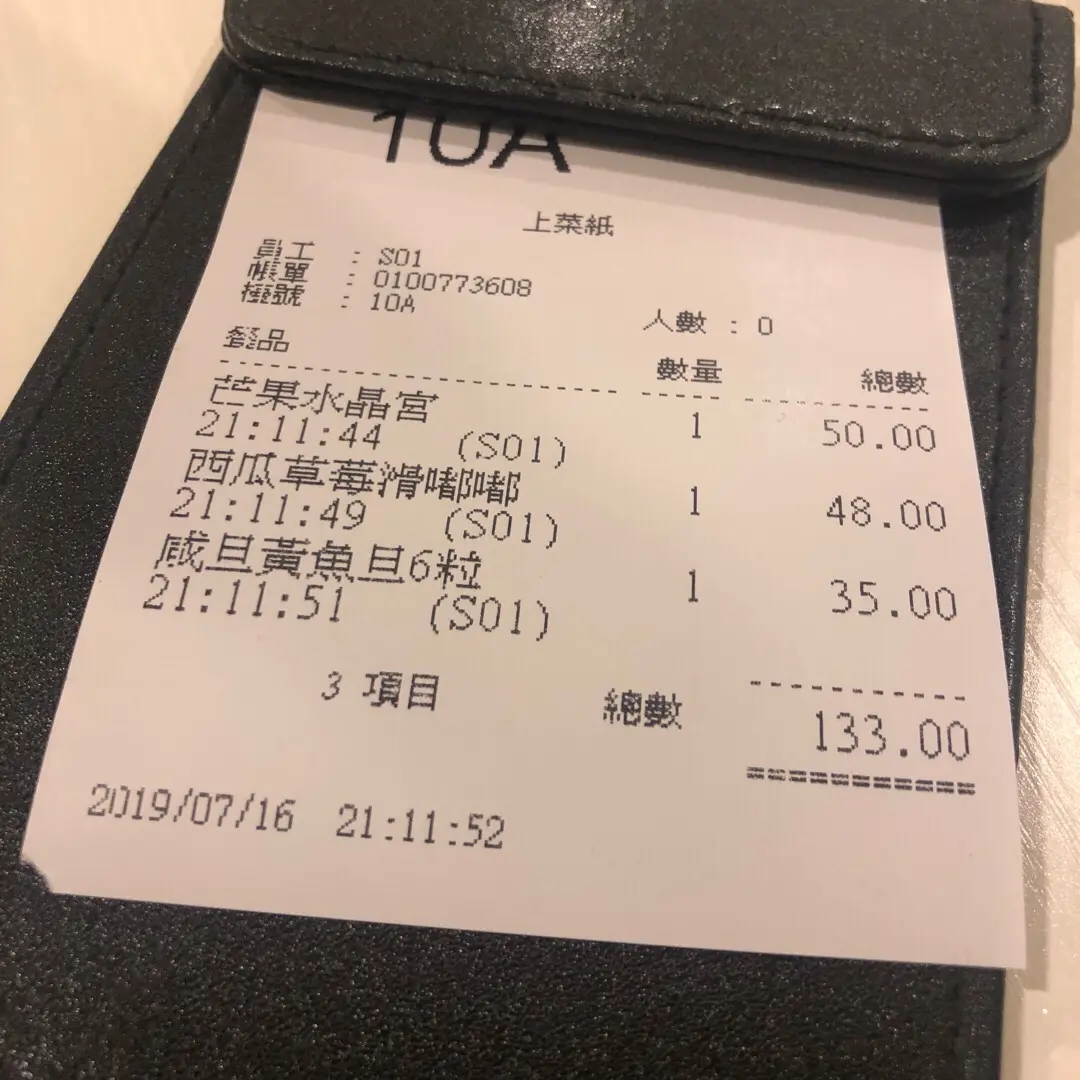 10A
上菜紙
員工 : S01
帳單 : 0100773608
檯號 : 10A
人數 : 0
餐品 數量 總數
芒果水晶宮 1 50.00
21:11:44 (S01)
西瓜草莓滑嘟嘟 1 48.00
21:11:49 (S01)
咸旦黃魚旦6粒 1 35.00
21:11:51 (S01)
3 項目 總數 133.00
2019/07/16 21:11:52